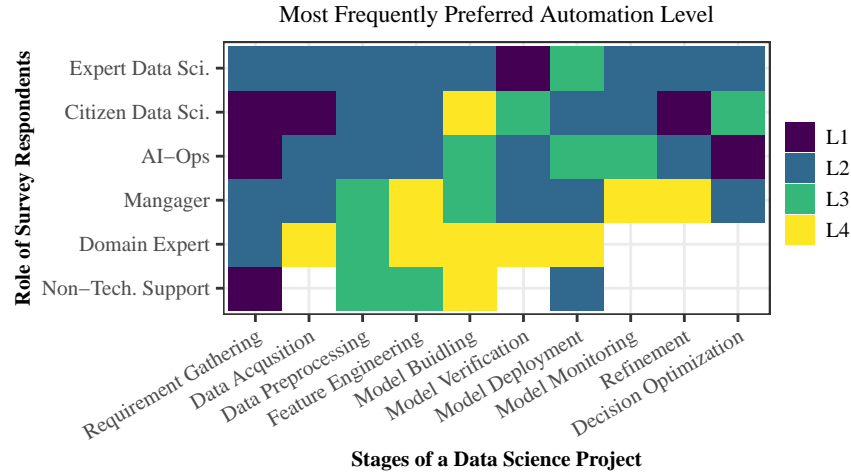 Most Frequently Preferred Automation Level
Role of Survey Respondents
Expert Data Sci.
Citizen Data Sci.
AI−Ops
Mangager
Domain Expert
Non−Tech. Support
L1
L2
L3
L4
Requirement Gathering
Data Acqusition
Data Preprocessing
Feature Engineering
Model Buidling
Model Verification
Model Deployment
Model Monitoring
Refinement
Decision Optimization
Stages of a Data Science Project